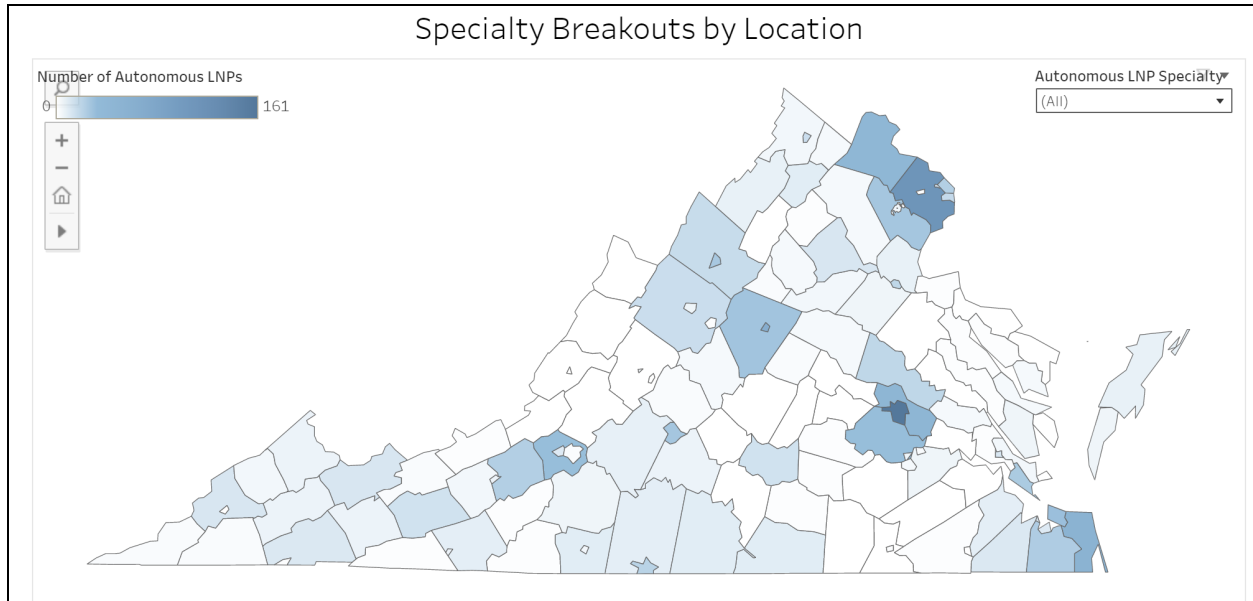 Specialty Breakouts by Location
Number of Autonomous LNPs
0
161
Autonomous LNP Specialty
(All)